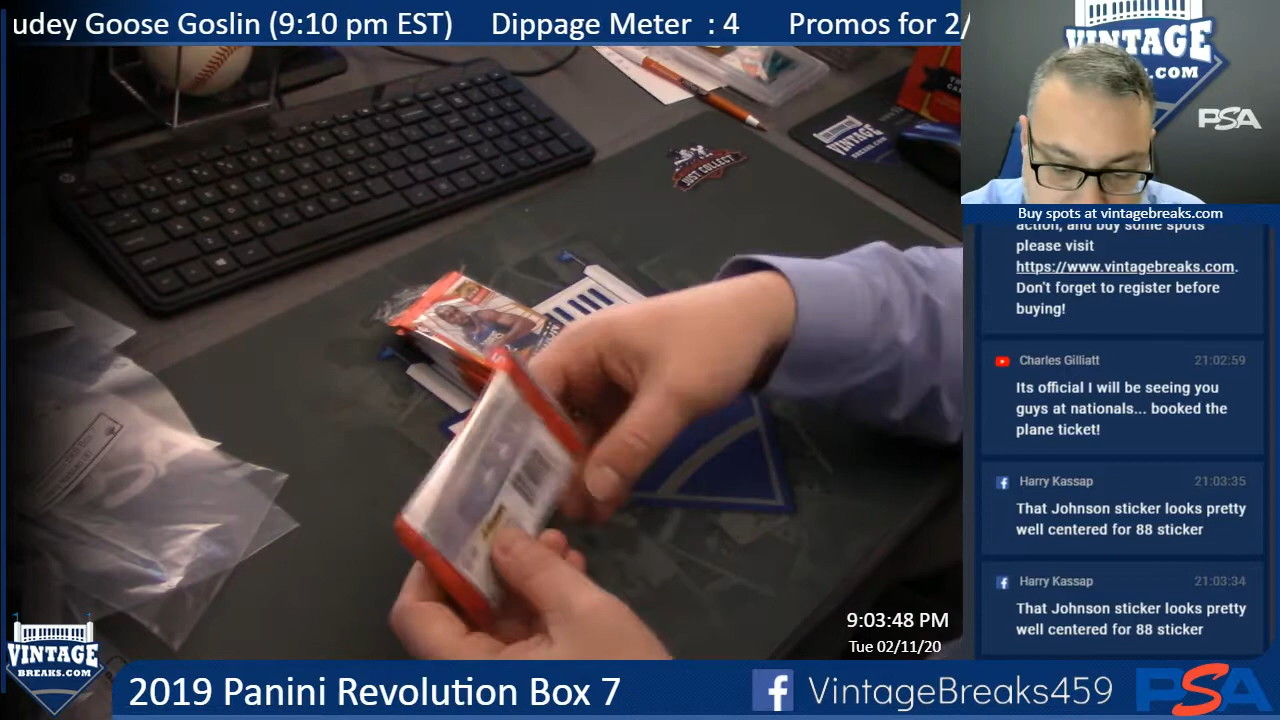 udey Goose Goslin (9:10 pm EST) Dippage Meter : 4 Promos for 2/
VINTAGE
.COM
PSA
VINTAGE
JUST COLLECT
Buy spots at vintagebreaks.com
action, and buy some spots
please visit
https://www.vintagebreaks.com.
Don't forget to register before
buying!
Charles Gilliatt 21:02:59
Its official I will be seeing you
guys at nationals... booked the
plane ticket!
Harry Kassap 21:03:35
That Johnson sticker looks pretty
well centered for 88 sticker
Harry Kassap 21:03:34
That Johnson sticker looks pretty
well centered for 88 sticker
9:03:48 PM
Tue 02/11/20
VINTAGE
BREAKS.COM
2019 Panini Revolution Box 7
f VintageBreaks459
PSA